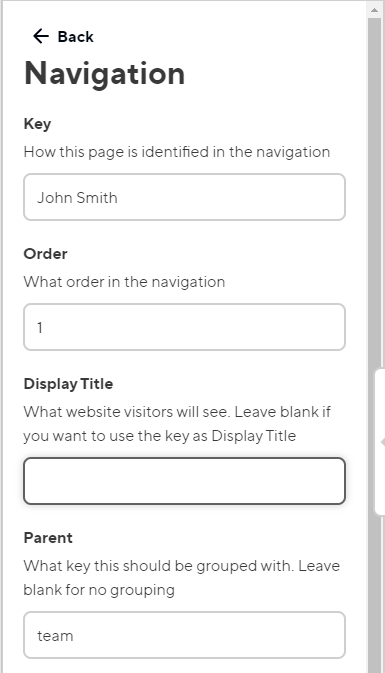 Back
Navigation
Key
How this page is identified in the navigation
John Smith
Order
What order in the navigation
1
Display Title
What website visitors will see. Leave blank if
you want to use the key as Display Title
Parent
What key this should be grouped with. Leave
blank for no grouping
team